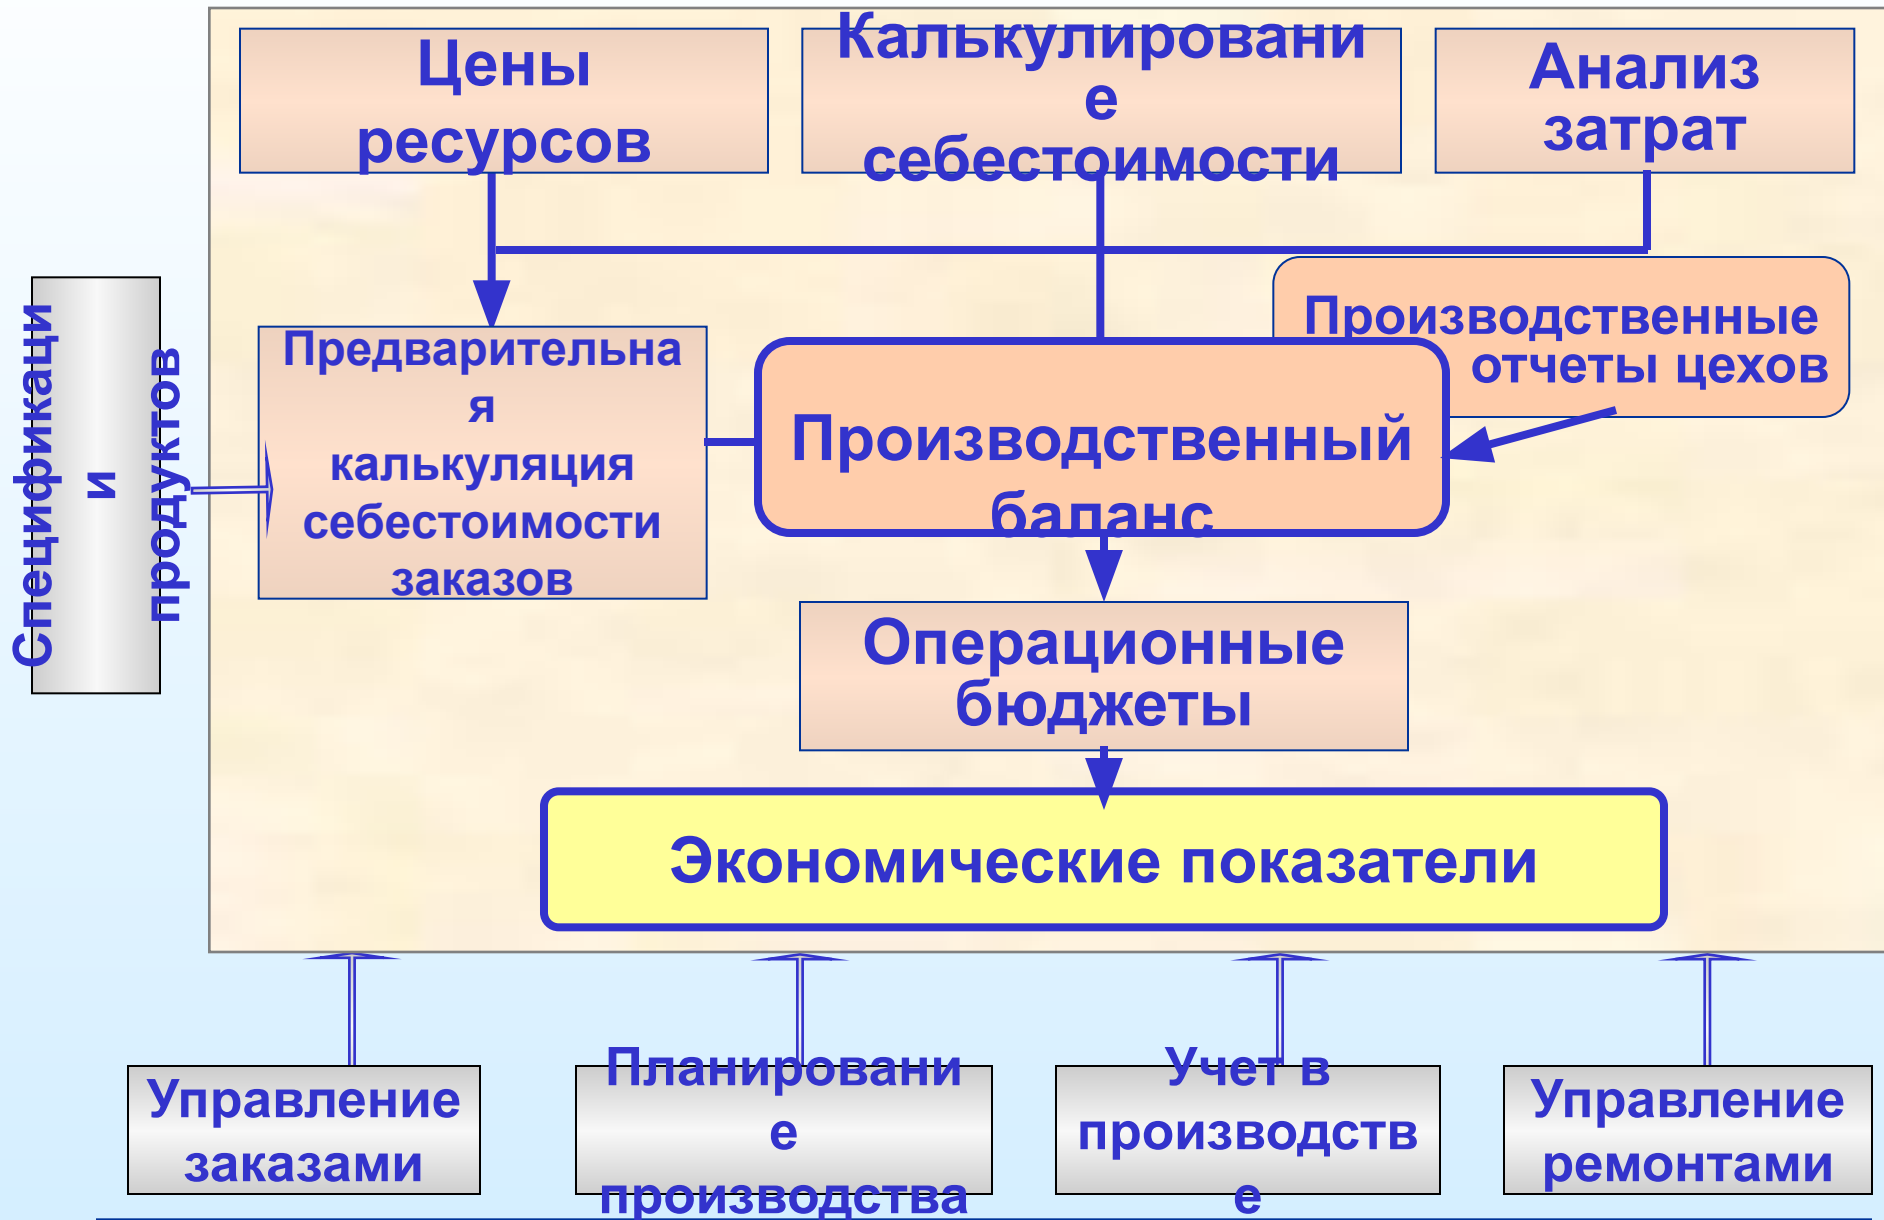 Цены
ресурсов
Калькулировани
е
себестоимости
Анализ
затрат
Производственные
отчеты цехов
Спецификаци
и
продуктов
Предварительна
я
калькуляция
себестоимости
заказов
Производственный
баланс
Операционные
бюджеты
Экономические показатели
Управление
заказами
Планировани
е
производства
Учет в
производств
е
Управление
ремонтами